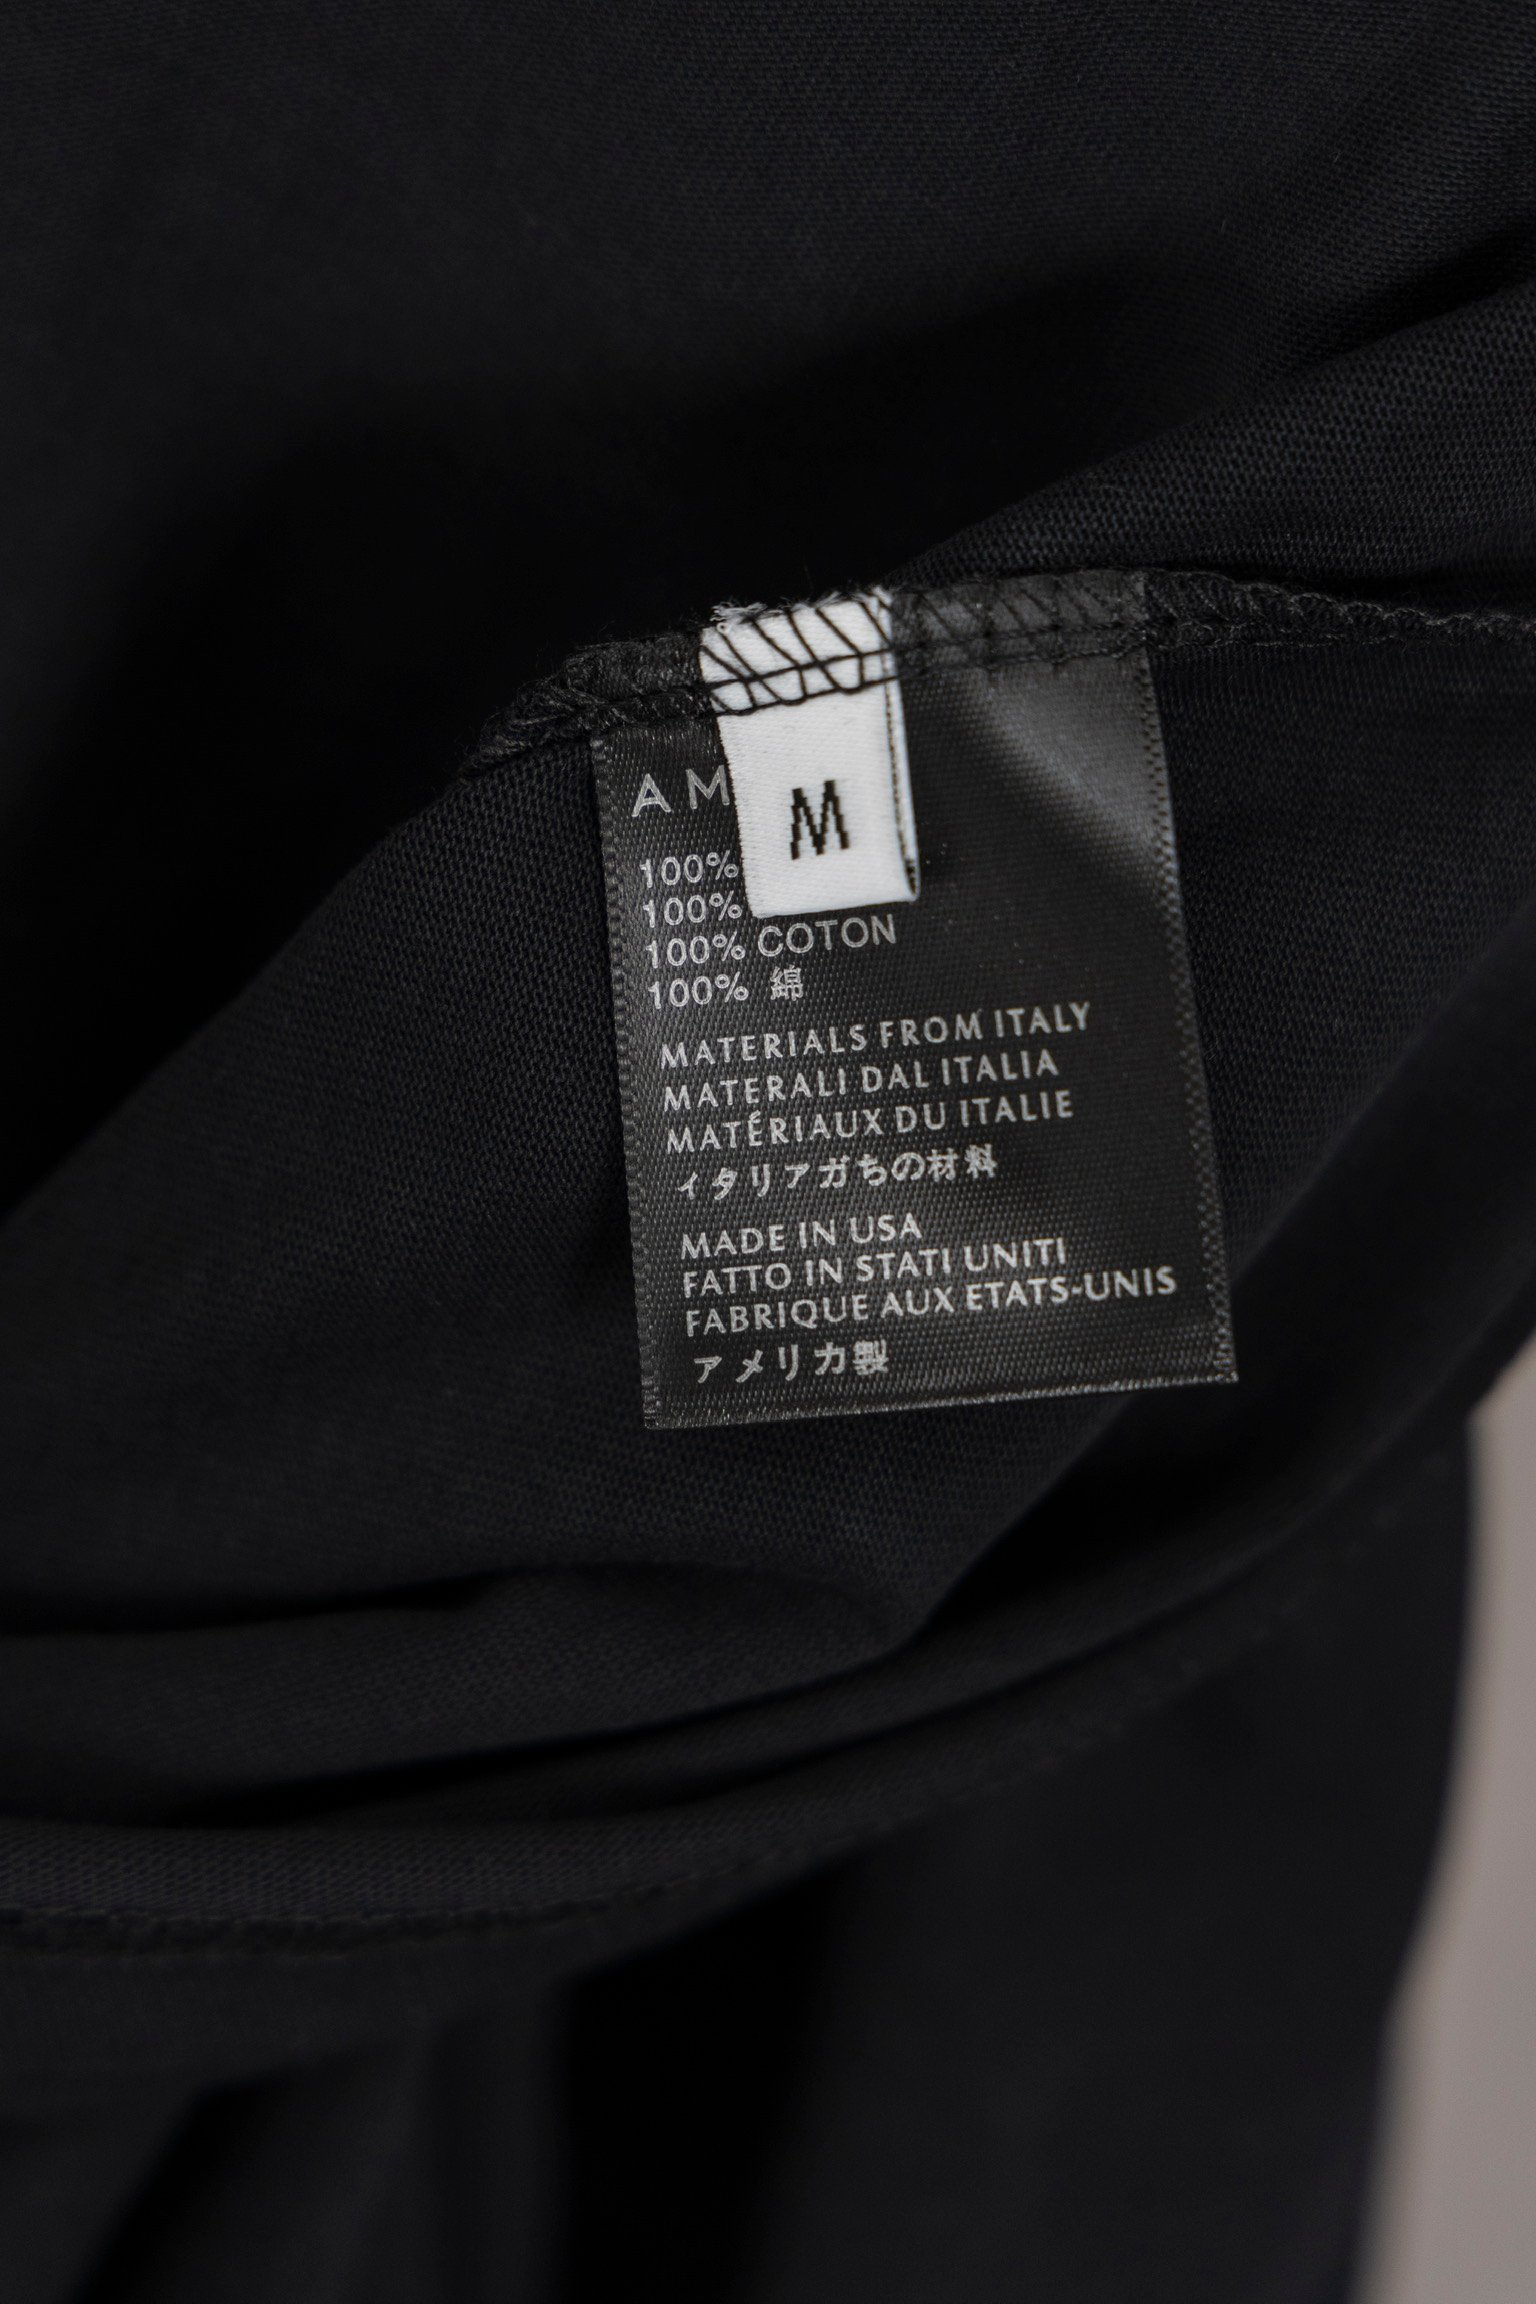 AM
M
100%
100%
100% COTON
100% 綿
MATERIALS FROM ITALY
MATERALI DAL ITALIA
MATÉRIAUX DU ITALIE
イタリアガちの材料
MADE IN USA
FATTO IN STATI UNITI
FABRIQUE AUX ETATS-UNIS
アメリカ製